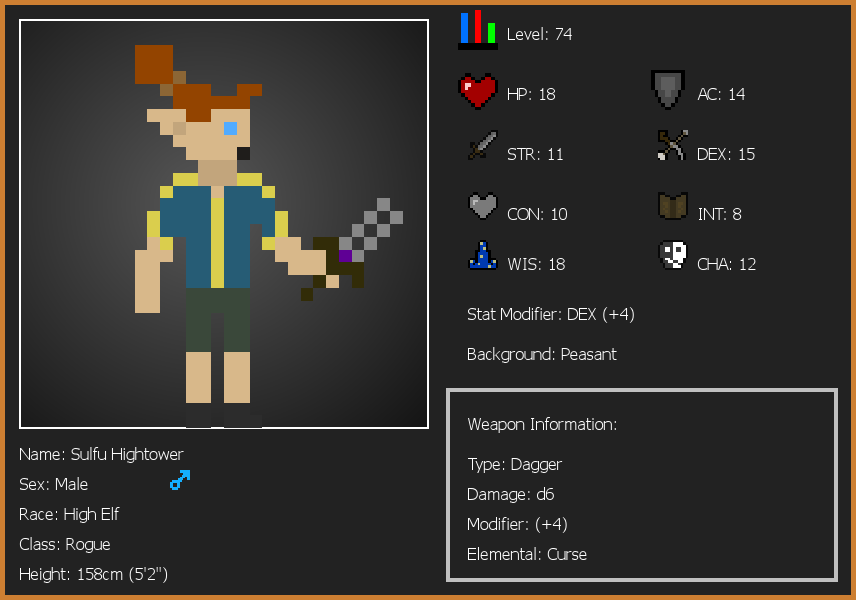 Level: 74
HP: 18
AC: 14
STR: 11
DEX: 15
CON: 10
INT: 8
WIS: 18
CHA: 12
Stat Modifier: DEX (+4)
Background: Peasant
Weapon Information:
Type: Dagger
Damage: d6
Modifier: (+4)
Elemental: Curse
Name: Sulfu Hightower
Sex: Male
Race: High Elf
Class: Rogue
Height: 158cm (5'2")